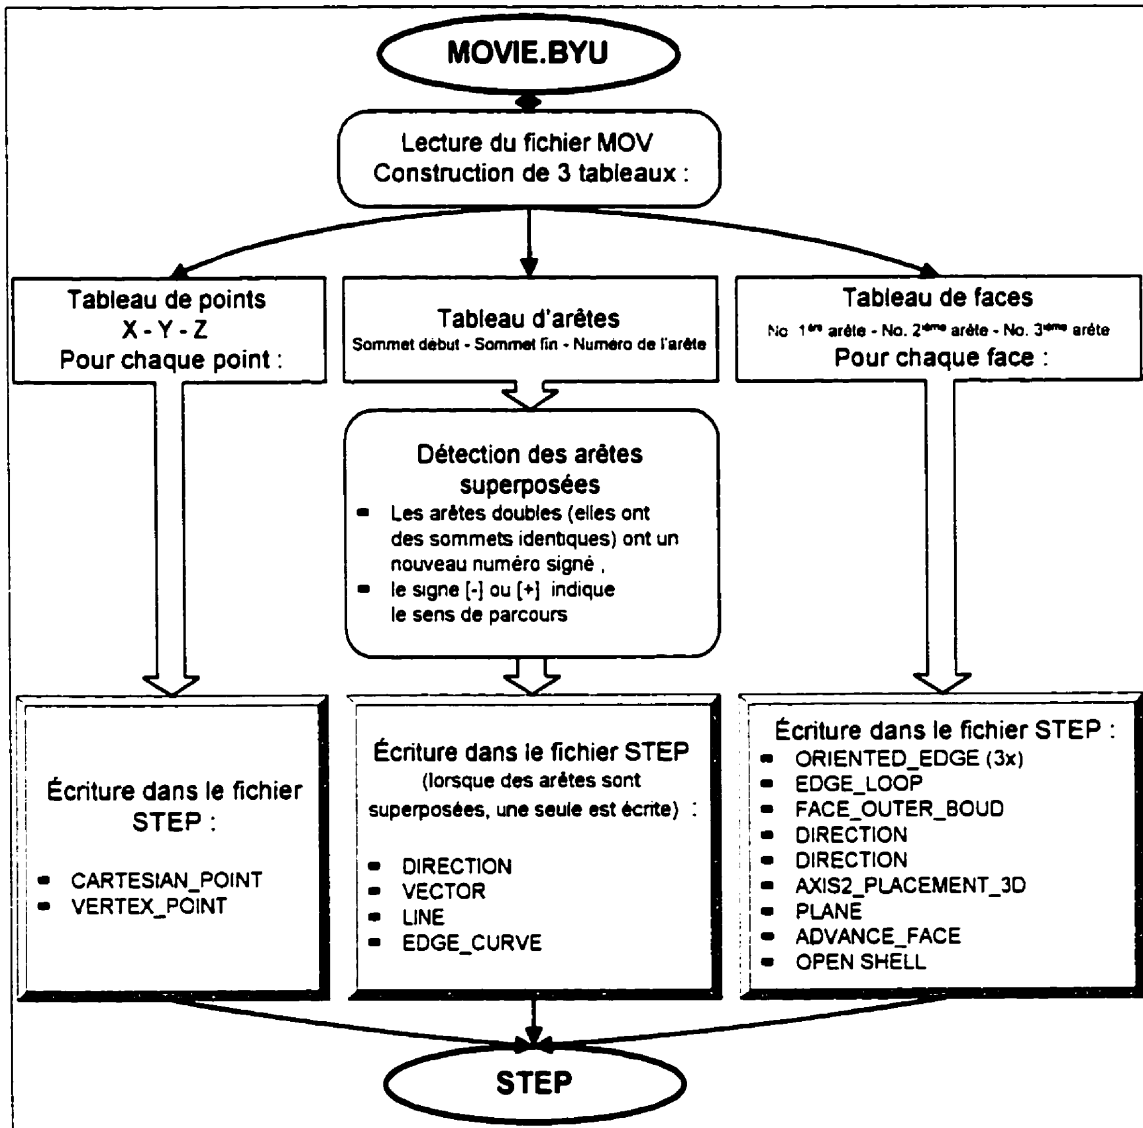 MOVIE.BYU
Lecture du fichier MOV
Construction de 3 tableaux :
Tableau de points
X - Y - Z
Pour chaque point :
Tableau d'arêtes
Sommet début - Sommet fin - Numéro de l'arête
Tableau de faces
No. 1ère arête - No. 2ième arête - No. 3ième arête
Pour chaque face :
Détection des arêtes
superposées
Les arêtes doubles (elles ont
des sommets identiques) ont un
nouveau numéro signé ,
le signe [-] ou [+] indique
le sens de parcours
Écriture dans le fichier
STEP :
CARTESIAN_POINT
VERTEX_POINT
Écriture dans le fichier STEP
(lorsque des arêtes sont
superposées, une seule est écrite) :
DIRECTION
VECTOR
LINE
EDGE_CURVE
Écriture dans le fichier STEP :
ORIENTED_EDGE (3x)
EDGE_LOOP
FACE_OUTER_BOUD
DIRECTION
DIRECTION
AXIS2_PLACEMENT_3D
PLANE
ADVANCE_FACE
OPEN SHELL
STEP